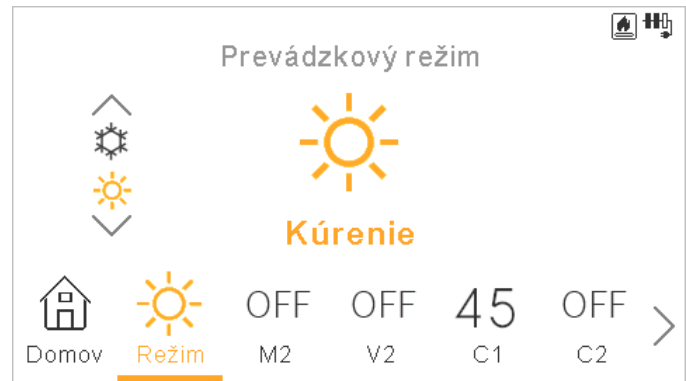 Prevádzkový režim
Kúrenie
OFF OFF 45 OFF
Domov Režim M2 V2 C1 C2